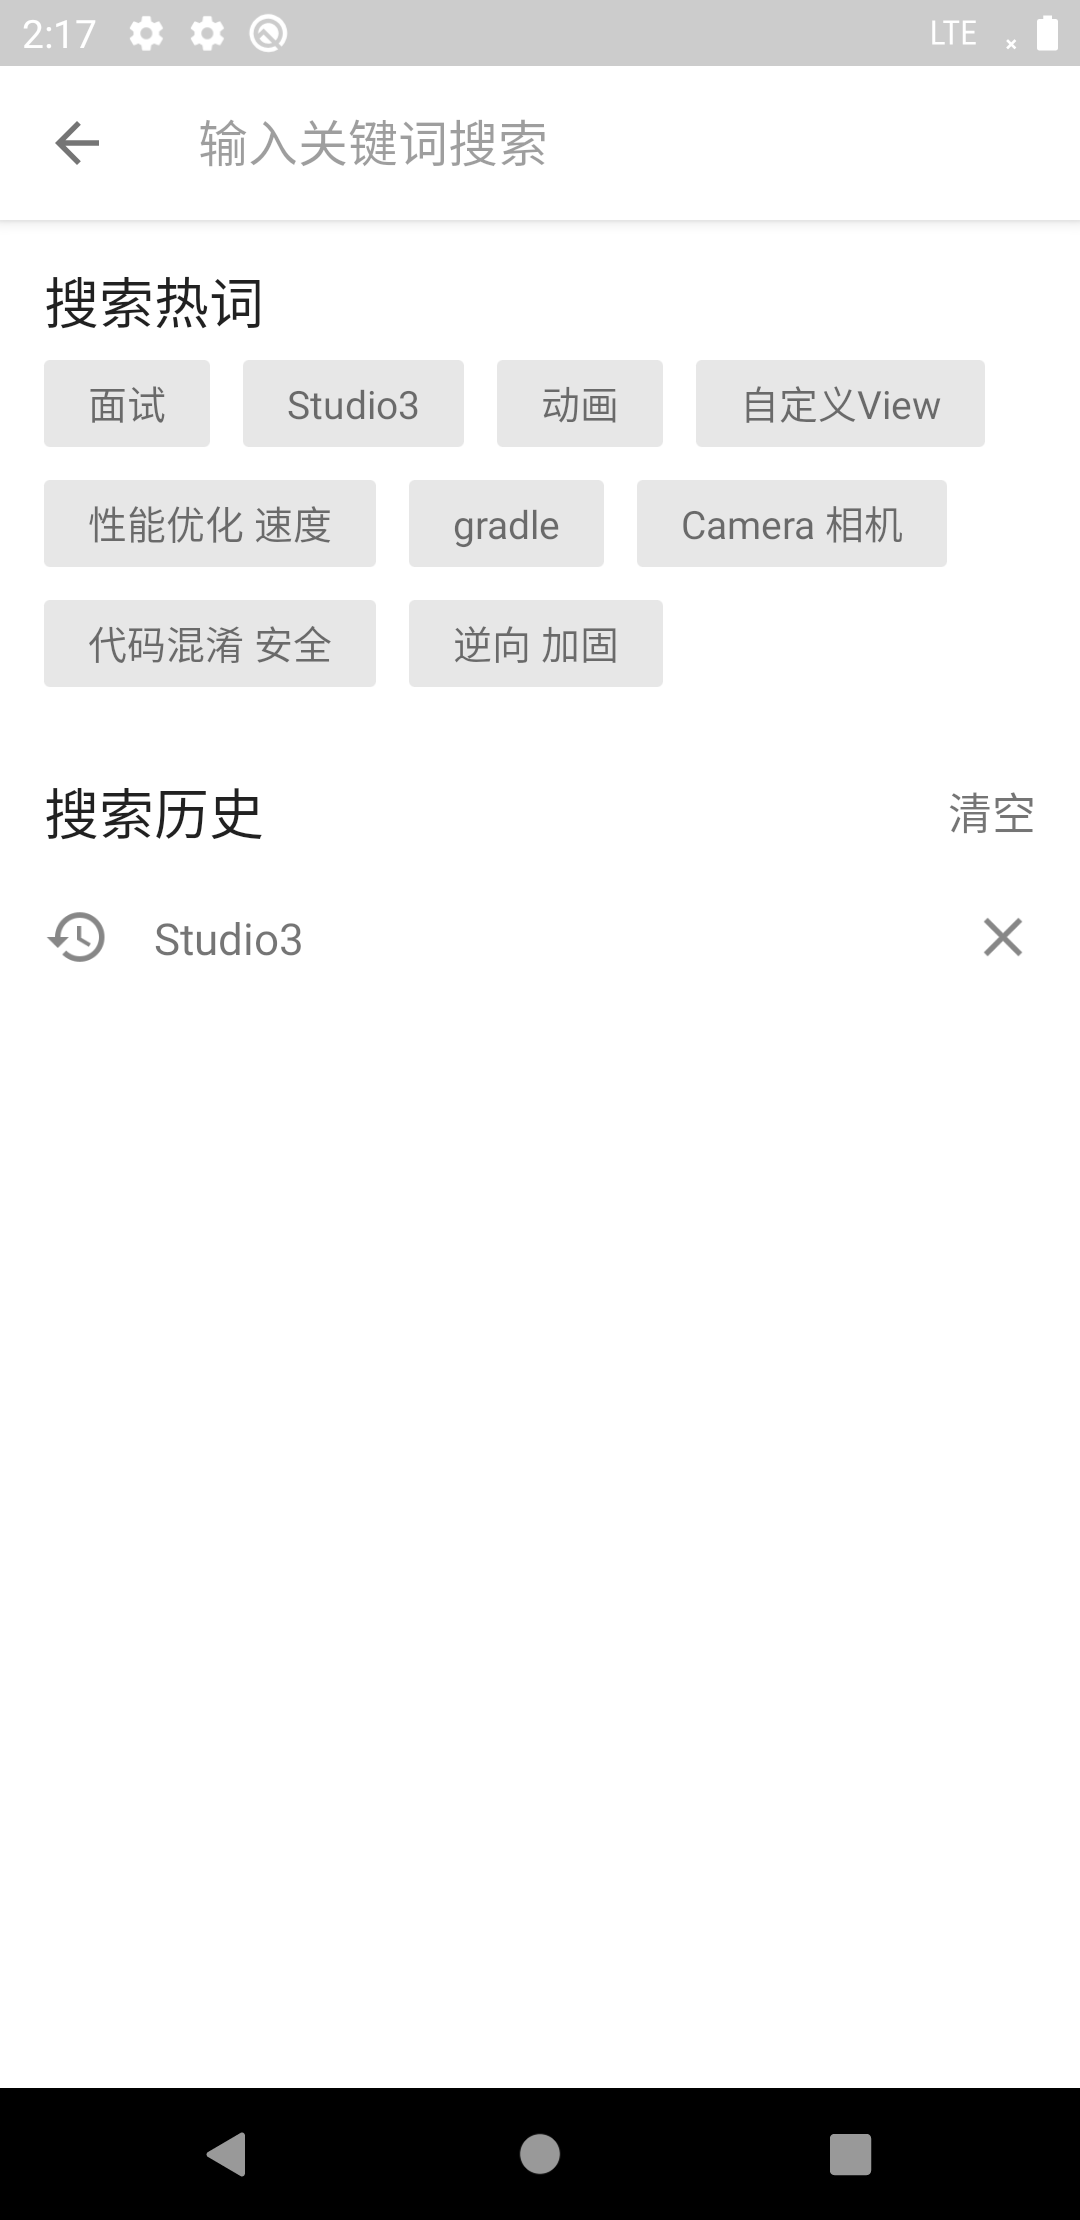 2:17 LTE
输入关键词搜索
搜索热词
面试 Studio3 动画 自定义View
性能优化 速度 gradle Camera 相机
代码混淆 安全 逆向 加固
搜索历史 清空
Studio3